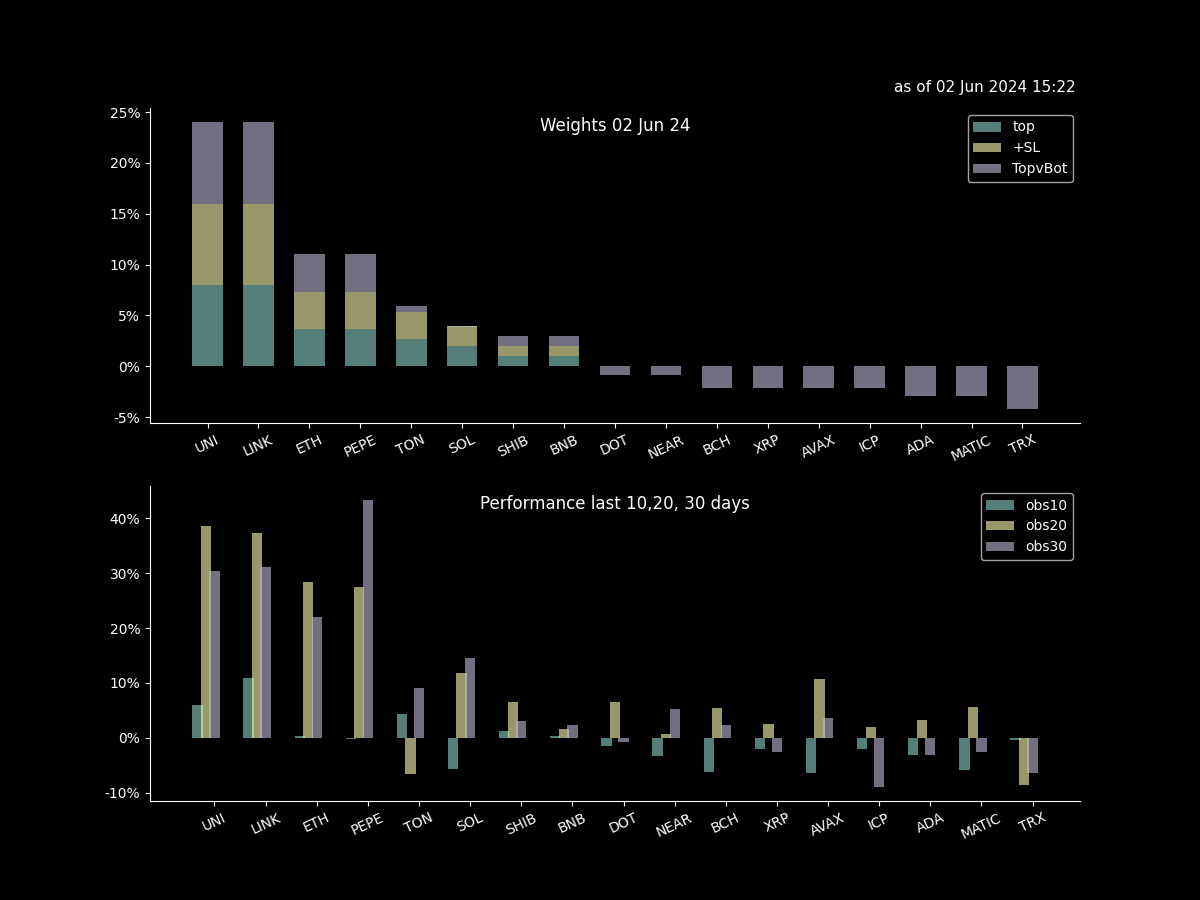 as of 02 Jun 2024 15:22
25%
Weights 02 Jun 24
top
+SL
TopvBot
20%
15%
10%
5%
0%
-5%
UNI LINK ETH PEPE TON SOL SHIB BNB DOT NEAR BCH XRP AVAX ICP ADA MATIC TRX
Performance last 10,20, 30 days
obs10
obs20
obs30
40%
30%
20%
10%
0%
-10%
UNI LINK ETH PEPE TON SOL SHIB BNB DOT NEAR BCH XRP AVAX ICP ADA MATIC TRX